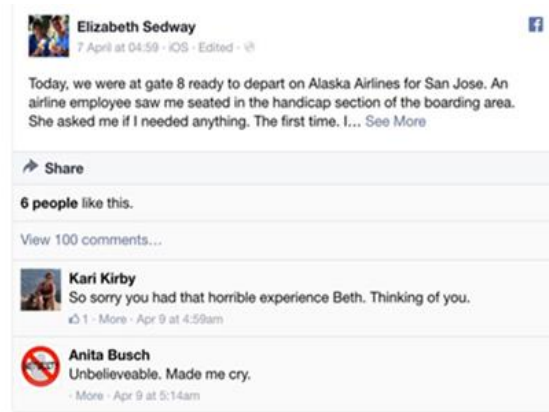 Elizabeth Sedway
7 April at 04:59 · iOS · Edited ·
Today, we were at gate 8 ready to depart on Alaska Airlines for San Jose. An
airline employee saw me seated in the handicap section of the boarding area.
She asked me if I needed anything. The first time. I... See More
Share
6 people like this.
View 100 comments...
Kari Kirby
So sorry you had that horrible experience Beth. Thinking of you.
1 · More · Apr 9 at 4:59am
Anita Busch
Unbelieveable. Made me cry.
· More · Apr 9 at 5:14am